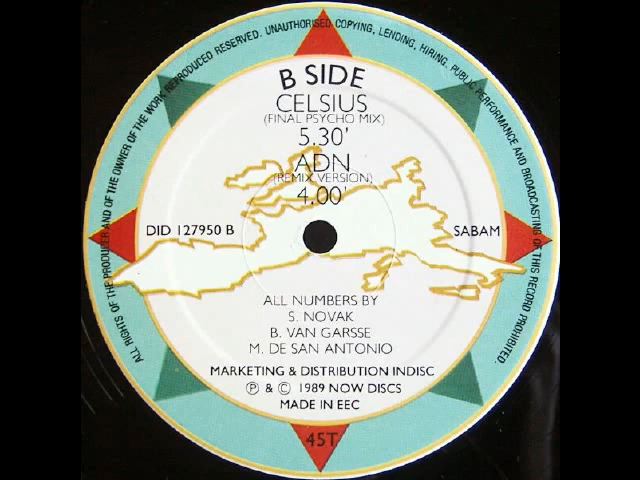 ALL RIGHTS OF THE PRODUCER AND OF THE OWNER OF THE WORK REPRODUCED RESERVED. UNAUTHORISED COPYING, LENDING, HIRING. PUBLIC PERFORMANCE AND BROADCASTING OF THIS RECORD PROHIBITED.
B SIDE
CELSIUS
(FINAL PSYCHO MIX)
5.30'
ADN
(REMIX VERSION)
4.00'
DID 127950 B
SABAM
ALL NUMBERS BY
S. NOVAK
B. VAN GARSSE
M. DE SAN ANTONIO
MARKETING & DISTRIBUTION INDISC
Ⓟ & © 1989 NOW DISCS
MADE IN EEC
45T